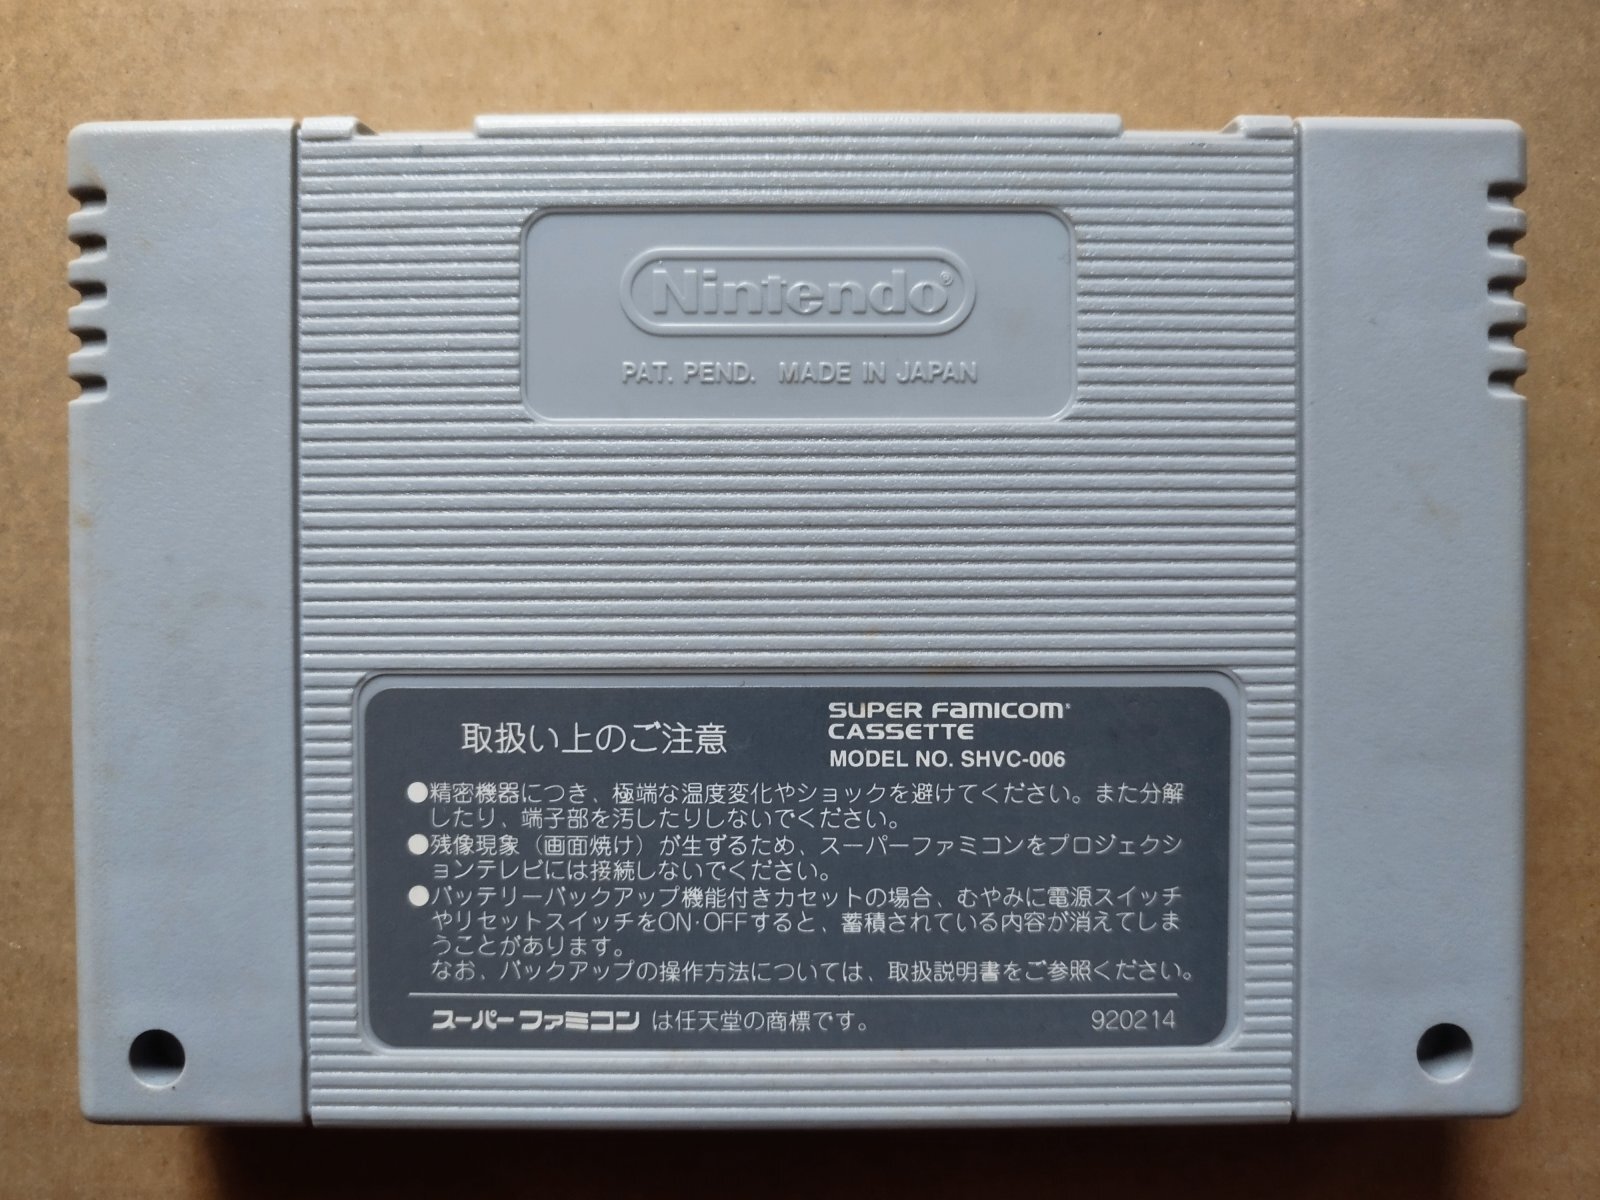 Nintendo®
PAT. PEND. MADE IN JAPAN
取扱い上のご注意
SUPER FAMICOM®
CASSETTE
MODEL NO. SHVC-006
●精密機器につき、極端な温度変化やショックを避けてください。また分解
したり、端子部を汚したりしないでください。
●残像現象（画面焼け）が生ずるため、スーパーファミコンをプロジェクシ
ョンテレビには接続しないでください。
●バッテリーバックアップ機能付きカセットの場合、むやみに電源スイッチ
やリセットスイッチをON·OFFすると、蓄積されている内容が消えてしま
うことがあります。
なお、バックアップの操作方法については、取扱説明書をご参照ください。
スーパーファミコン は任天堂の商標です。 920214